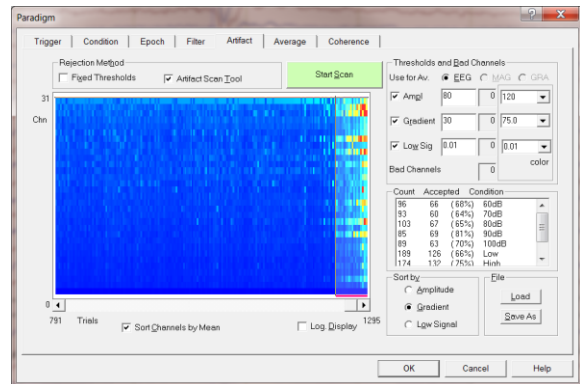 Paradigm
Trigger Condition Epoch Filter Artifact Average Coherence
Rejection Method
Fixed Thresholds Artifact Scan Tool Start Scan
31
Chn
0
791 Trials 1295
Sort Channels by Mean Log. Display
Thresholds and Bad Channels
Use for Av. EEG MAG GRA
Ampl 80 0 120
Gradient 30 0 75.0
Low Sig 0.01 0 0.01
Bad Channels 0 color
Count Accepted Condition
96 66 (68%) 60dB
93 60 (64%) 70dB
103 67 (65%) 80dB
85 69 (81%) 90dB
89 63 (70%) 100dB
189 126 (66%) Low
174 132 (75%) High
Sort by
Amplitude
Gradient
Low Signal
File
Load
Save As
OK Cancel Help